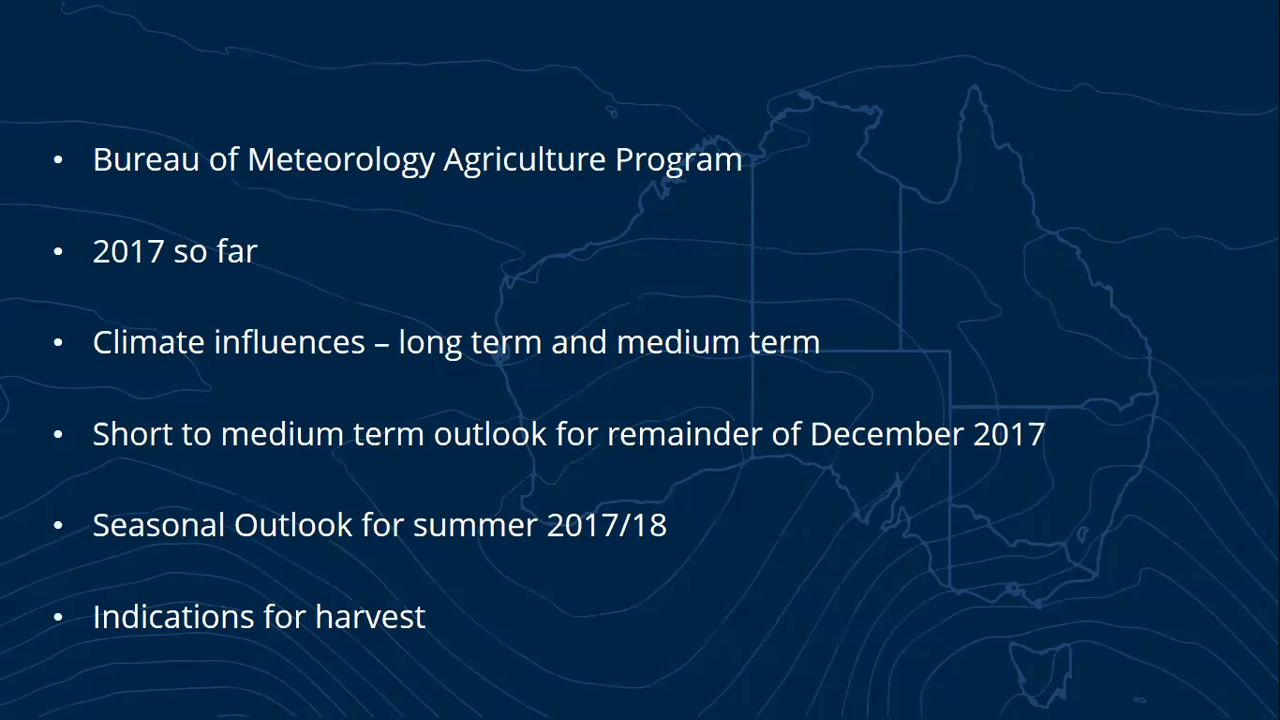 • Bureau of Meteorology Agriculture Program
• 2017 so far
• Climate influences – long term and medium term
• Short to medium term outlook for remainder of December 2017
• Seasonal Outlook for summer 2017/18
• Indications for harvest